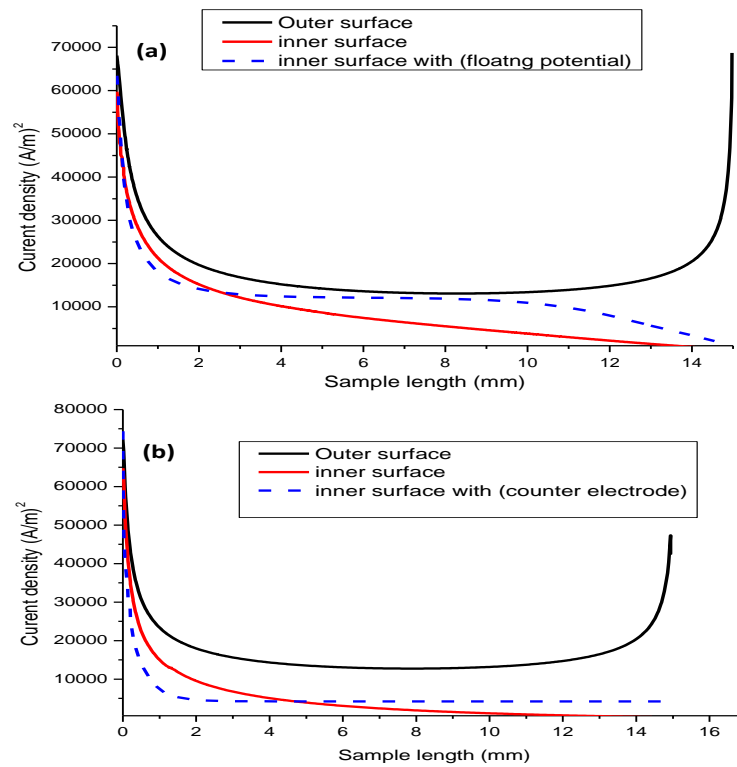 (a)
Outer surface
inner surface
inner surface with (floatng potential)
Curent density (A/m)²
70000
60000
50000
40000
30000
20000
10000
0 2 4 6 8 10 12 14
Sample length (mm)
(b)
Outer surface
inner surface
inner surface with (counter electrode)
Curent density (A/m)²
80000
70000
60000
50000
40000
30000
20000
10000
0 2 4 6 8 10 12 14 16
Sample length (mm)